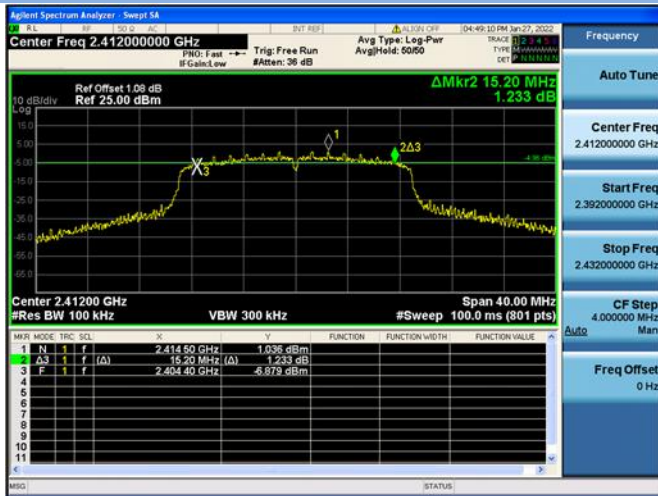 Agilent Spectrum Analyzer - Swept SA
RL RF 50 Ω AC INT REF ALIGN OFF 04:49:10 PM Jan 27, 2022
Center Freq 2.412000000 GHz
PNO: Fast
IFGain:Low
Trig: Free Run
#Atten: 36 dB
Avg Type: Log-Pwr
Avg|Hold: 50/50
TRACE 1 2 3 4 5 6
TYPE
DET P N N N N N
Frequency
Auto Tune
Center Freq
2.412000000 GHz
Start Freq
2.392000000 GHz
Stop Freq
2.432000000 GHz
CF Step
4.000000 MHz
Auto Man
Freq Offset
0 Hz
ΔMkr2 15.20 MHz
1.233 dB
Ref Offset 1.08 dB
10 dB/div Ref 25.00 dBm
Log
15.0
5.00
-5.00
-15.0
-25.0
-35.0
-45.0
-55.0
-65.0
1
2Δ3
X3
-4.96 dBm
Center 2.41200 GHz Span 40.00 MHz
#Res BW 100 kHz VBW 300 kHz #Sweep 100.0 ms (801 pts)
MKR MODE TRC SCL X Y FUNCTION FUNCTION WIDTH FUNCTION VALUE
1 N 1 f 2.414 50 GHz 1.036 dBm
2 Δ3 1 f (Δ) 15.20 MHz (Δ) 1.233 dB
3 F 1 f 2.404 40 GHz -6.879 dBm
4
5
6
7
8
9
10
11
MSG STATUS